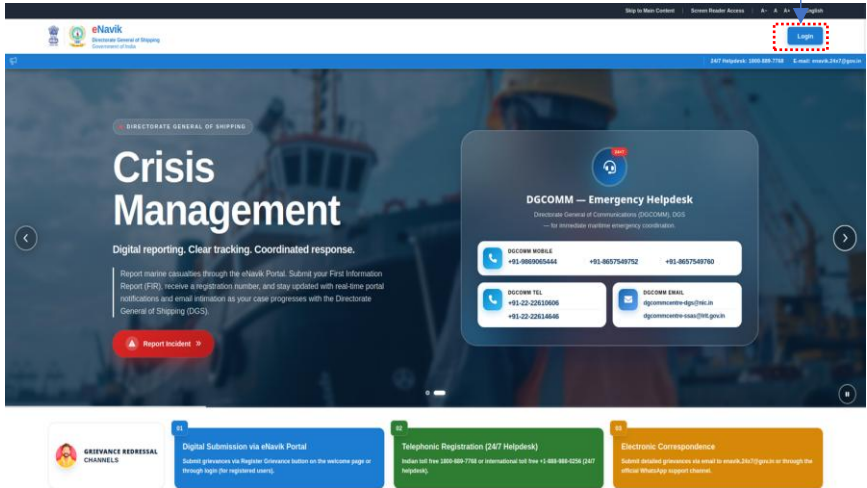 Skip to Main Content | Screen Reader Access | A- A A+ English
eNavik
Directorate General of Shipping
Government of India
Login
24/7 Helpdesk: 1800-889-7768 E-mail: enavik.24x7@gov.in
DIRECTORATE GENERAL OF SHIPPING
Crisis
Management
Digital reporting. Clear tracking. Coordinated response.
Report marine casualties through the eNavik Portal. Submit your First Information
Report (FIR), receive a registration number, and stay updated with real-time portal
notifications and email intimation as your case progresses with the Directorate
General of Shipping (DGS).
Report Incident »
24×7
DGCOMM — Emergency Helpdesk
Directorate General of Communications (DGCOMM), DGS
— for immediate maritime emergency coordination.
DGCOMM MOBILE
+91-9869065444 +91-8657549752 +91-8657549760
DGCOMM TEL
+91-22-22610606
+91-22-22614646
DGCOMM EMAIL
dgcommcentre-dgs@nic.in
dgcommcentre-ssas@lrit.gov.in
GRIEVANCE REDRESSAL
CHANNELS
01
Digital Submission via eNavik Portal
Submit grievances via Register Grievance button on the welcome page or
through login (for registered users).
02
Telephonic Registration (24/7 Helpdesk)
Indian toll free 1800-889-7768 or International toll free +1-888-988-0256 (24/7
helpdesk).
03
Electronic Correspondence
Submit detailed grievances via email to enavik.24x7@gov.in or through the
official WhatsApp support channel.